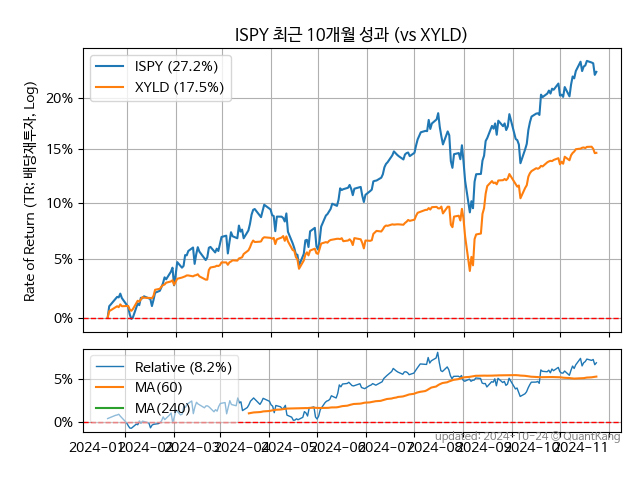 ISPY 최근 10개월 성과 (vs XYLD)
Rate of Return (TR: 배당재투자, Log)
ISPY (27.2%)
XYLD (17.5%)
20%
15%
10%
5%
0%
Relative (8.2%)
MA(60)
MA(240)
5%
0%
updated: 2024-10-24 © QuantKang
2024-01 2024-02 2024-03 2024-04 2024-05 2024-06 2024-07 2024-08 2024-09 2024-10 2024-11